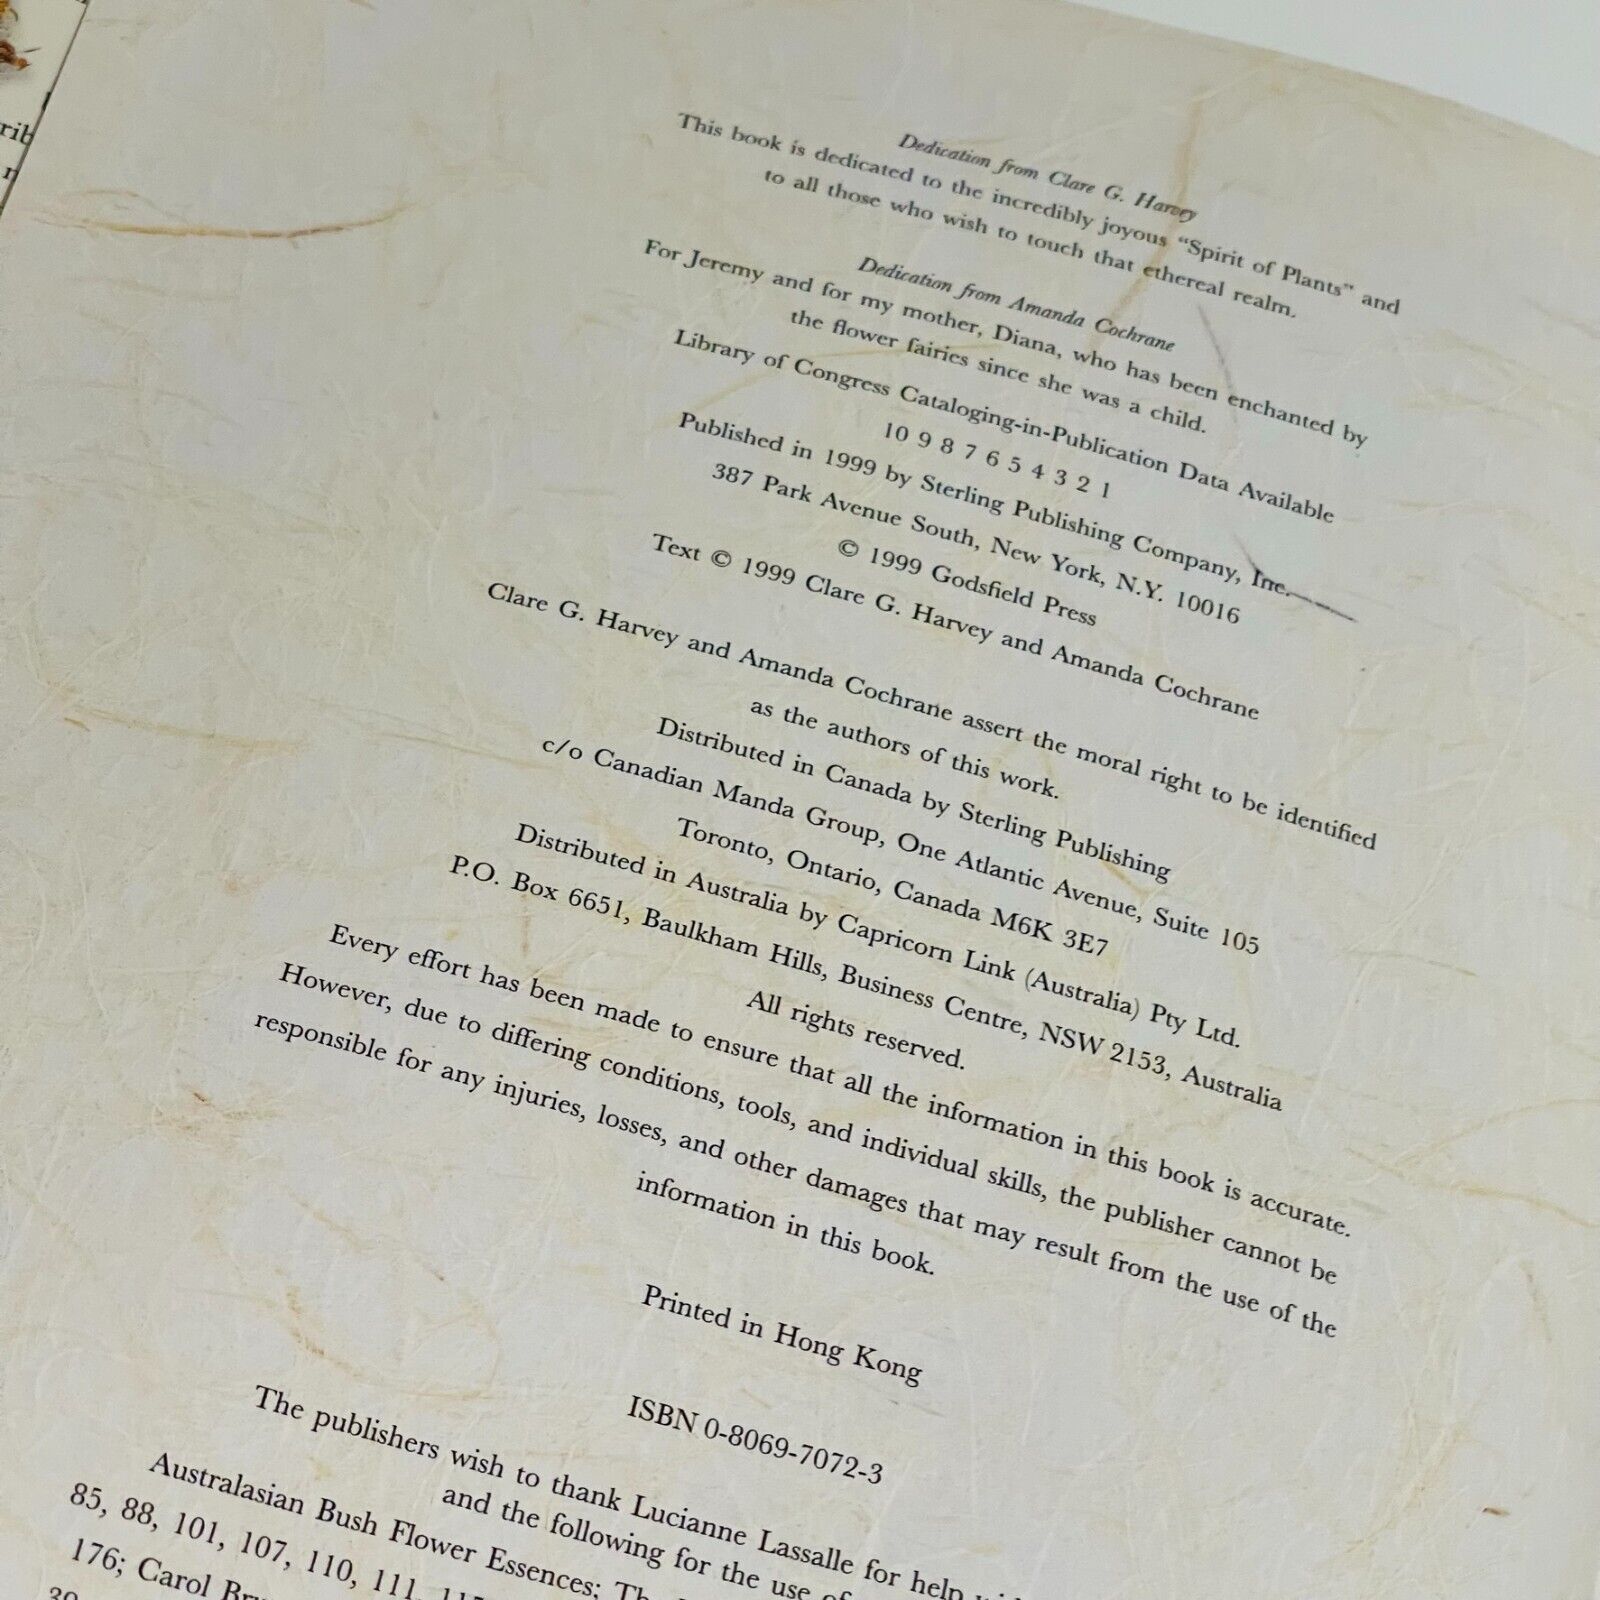 rib
Dedication from Clare G. Harvey
This book is dedicated to the incredibly joyous “Spirit of Plants” and
to all those who wish to touch that ethereal realm.
Dedication from Amanda Cochrane
For Jeremy and for my mother, Diana, who has been enchanted by
the flower fairies since she was a child.
Library of Congress Cataloging-in-Publication Data Available
10 9 8 7 6 5 4 3 2 1
Published in 1999 by Sterling Publishing Company, Inc.
387 Park Avenue South, New York, N.Y. 10016
© 1999 Godsfield Press
Text © 1999 Clare G. Harvey and Amanda Cochrane
Clare G. Harvey and Amanda Cochrane assert the moral right to be identified
as the authors of this work.
Distributed in Canada by Sterling Publishing
c/o Canadian Manda Group, One Atlantic Avenue, Suite 105
Toronto, Ontario, Canada M6K 3E7
Distributed in Australia by Capricorn Link (Australia) Pty Ltd.
P.O. Box 6651, Baulkham Hills, Business Centre, NSW 2153, Australia
All rights reserved.
Every effort has been made to ensure that all the information in this book is accurate.
However, due to differing conditions, tools, and individual skills, the publisher cannot be
responsible for any injuries, losses, and other damages that may result from the use of the
information in this book.
Printed in Hong Kong
ISBN 0-8069-7072-3
The publishers wish to thank Lucianne Lassalle for help
and the following for the use of
Australasian Bush Flower Essences;
85, 88, 101, 107, 110, 111,
176; Carol